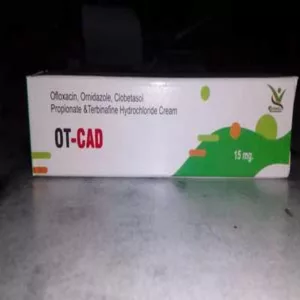 Ofloxacin, Ornidazole, Clobetasol
Propionate &Terbinafine Hydrochloride Cream
OT-CAD
15 mg.